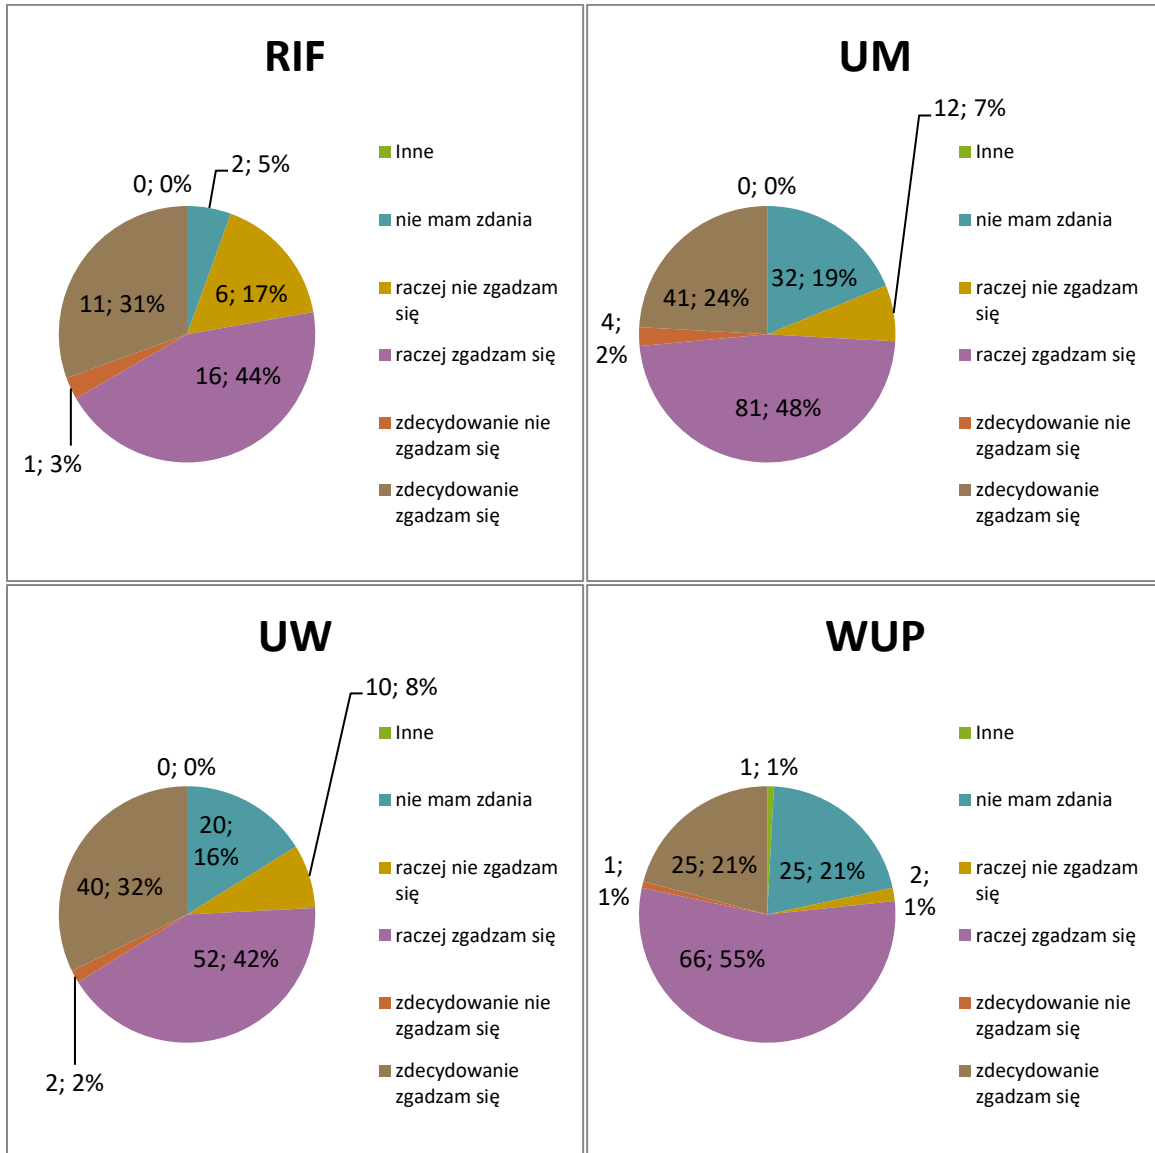 RIF
2; 5%
0; 0%
11; 31%
6; 17%
16; 44%
1; 3%
Inne
nie mam zdania
raczej nie zgadzam
się
raczej zgadzam się
zdecydowanie nie
zgadzam się
zdecydowanie
zgadzam się
UM
12; 7%
0; 0%
32; 19%
41; 24%
4;
2%
81; 48%
Inne
nie mam zdania
raczej nie zgadzam
się
raczej zgadzam się
zdecydowanie nie
zgadzam się
zdecydowanie
zgadzam się
UW
10; 8%
0; 0%
20;
16%
40; 32%
52; 42%
2; 2%
Inne
nie mam zdania
raczej nie zgadzam
się
raczej zgadzam się
zdecydowanie nie
zgadzam się
zdecydowanie
zgadzam się
WUP
1; 1%
25; 21%
25; 21%
1;
1%
2;
1%
66; 55%
Inne
nie mam zdania
raczej nie zgadzam
się
raczej zgadzam się
zdecydowanie nie
zgadzam się
zdecydowanie
zgadzam się